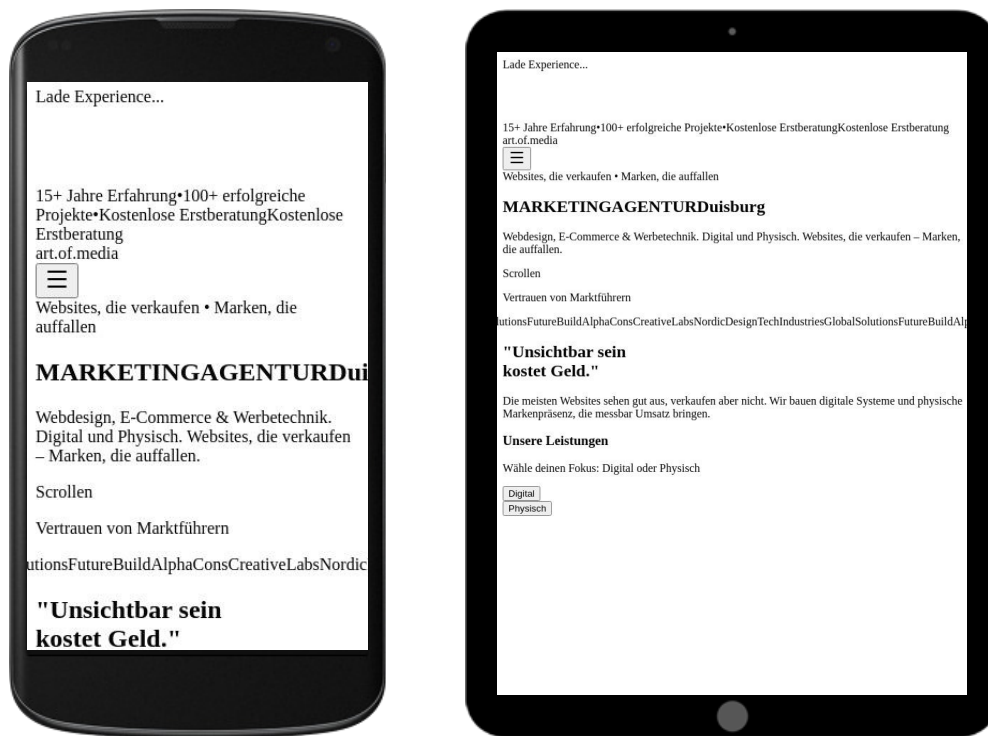 Lade Experience...
15+ Jahre Erfahrung•100+ erfolgreiche
Projekte•Kostenlose ErstberatungKostenlose
Erstberatung
art.of.media
Websites, die verkaufen • Marken, die
auffallen
MARKETINGAGENTURDui
Webdesign, E-Commerce & Werbetechnik.
Digital und Physisch. Websites, die verkaufen
– Marken, die auffallen.
Scrollen
Vertrauen von Marktführern
utionsFutureBuildAlphaConsCreativeLabsNordic
"Unsichtbar sein
kostet Geld."
Lade Experience...
15+ Jahre Erfahrung•100+ erfolgreiche Projekte•Kostenlose ErstberatungKostenlose Erstberatung
art.of.media
Websites, die verkaufen • Marken, die auffallen
MARKETINGAGENTURDuisburg
Webdesign, E-Commerce & Werbetechnik. Digital und Physisch. Websites, die verkaufen – Marken,
die auffallen.
Scrollen
Vertrauen von Marktführern
lutionsFutureBuildAlphaConsCreativeLabsNordicDesignTechIndustriesGlobalSolutionsFutureBuildAlp
"Unsichtbar sein
kostet Geld."
Die meisten Websites sehen gut aus, verkaufen aber nicht. Wir bauen digitale Systeme und physische
Markenpräsenz, die messbar Umsatz bringen.
Unsere Leistungen
Wähle deinen Fokus: Digital oder Physisch
Digital
Physisch